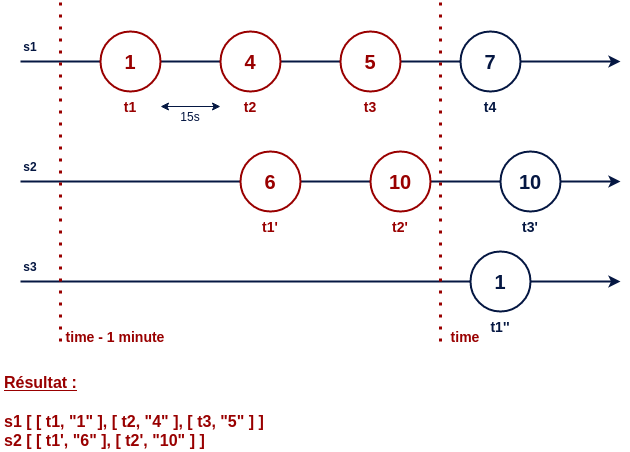 s1
1 4 5 7
t1 t2 t3 t4
15s
s2
6 10 10
t1' t2' t3'
s3
1
t1''
time - 1 minute time
Résultat :
s1 [ [ t1, "1" ], [ t2, "4" ], [ t3, "5" ] ]
s2 [ [ t1', "6" ], [ t2', "10" ] ]